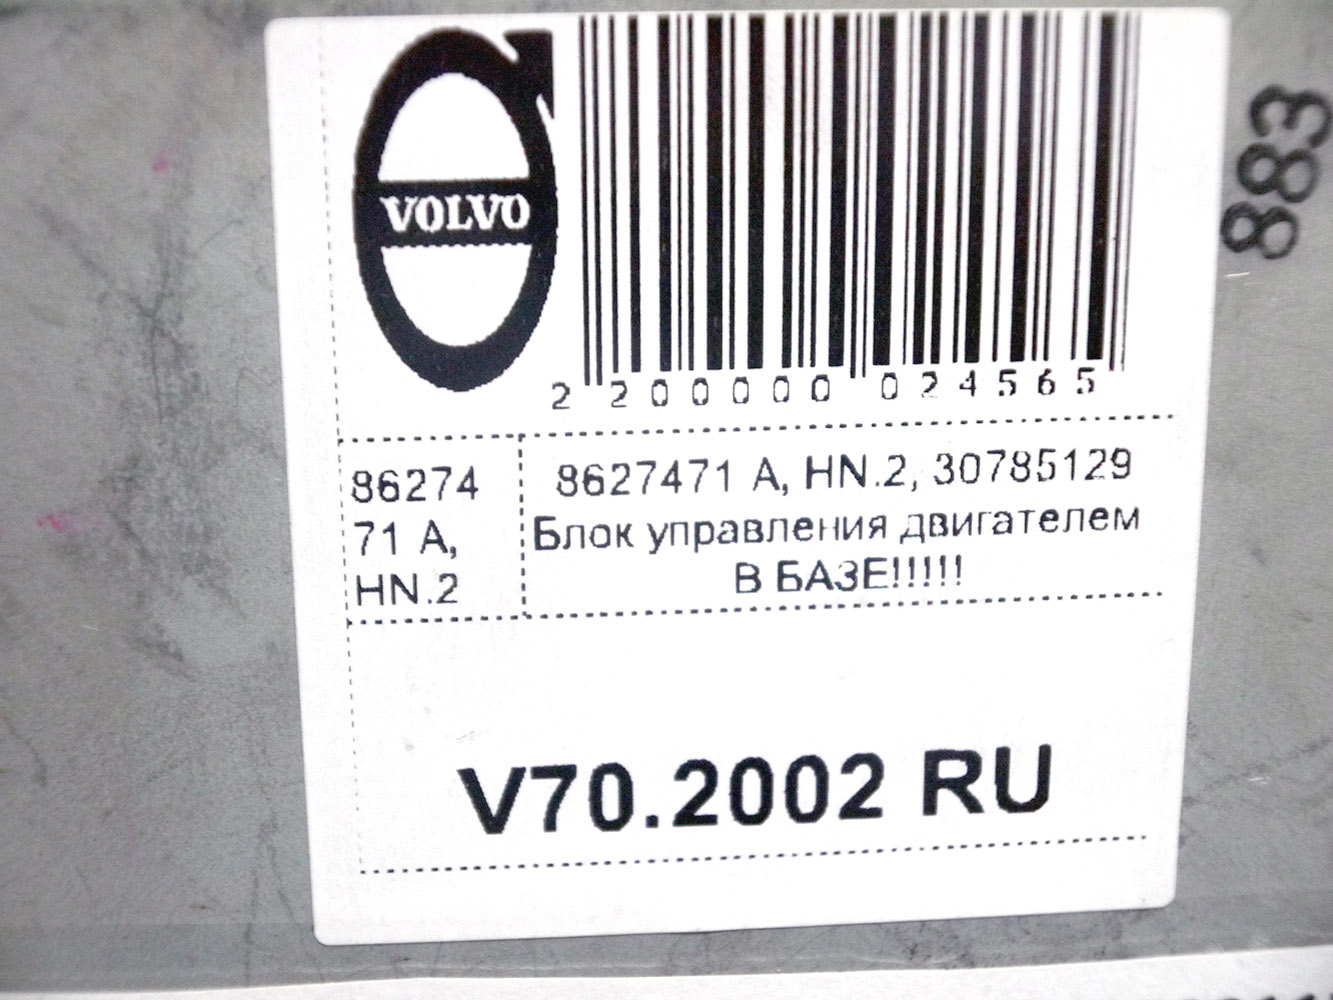 VOLVO
2 200000 024565
883
86274
71 A,
HN.2
8627471 A, HN.2, 30785129
Блок управления двигателем
В БАЗЕ!!!!!!
V70.2002 RU